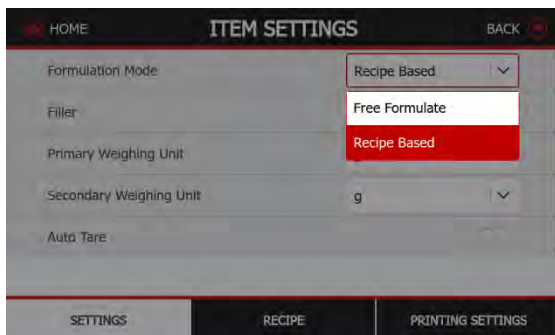 HOME ITEM SETTINGS BACK
Formulation Mode Recipe Based
Filler Free Formulate
Recipe Based
Primary Weighing Unit
Secondary Weighing Unit g
Auto Tare
SETTINGS RECIPE PRINTING SETTINGS